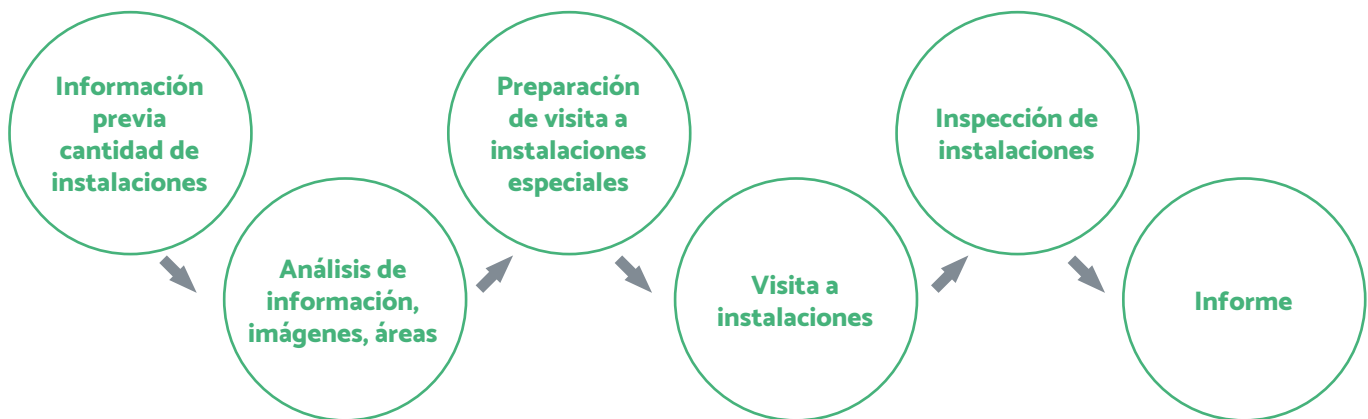 Información
previa
cantidad de
instalaciones
Análisis de
información,
imágenes, áreas
Preparación
de visita a
instalaciones
especiales
Visita a
instalaciones
Inspección de
instalaciones
Informe